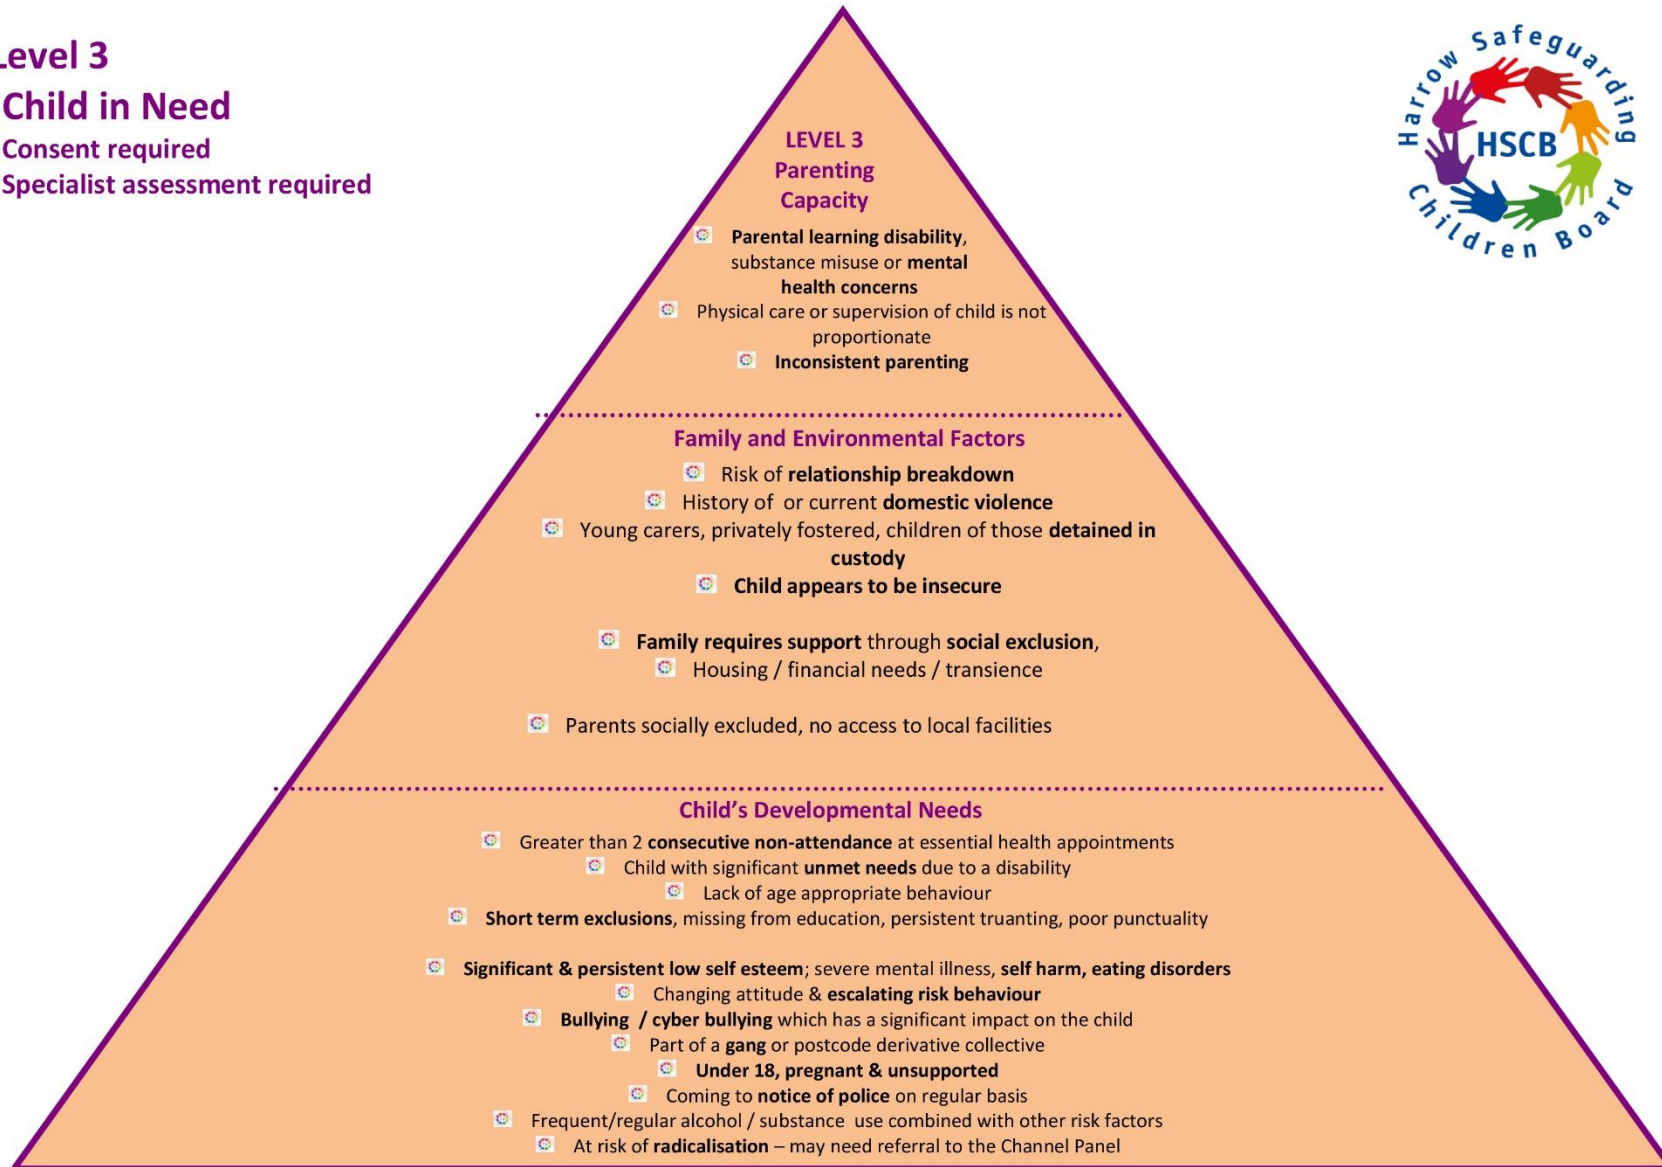 Level 3
Child in Need
Consent required
Specialist assessment required
Harrow Safeguarding
HSCB
Children Board
LEVEL 3
Parenting
Capacity
Parental learning disability,
substance misuse or mental
health concerns
Physical care or supervision of child is not
proportionate
Inconsistent parenting
Family and Environmental Factors
Risk of relationship breakdown
History of or current domestic violence
Young carers, privately fostered, children of those detained in
custody
Child appears to be insecure
Family requires support through social exclusion,
Housing / financial needs / transience
Parents socially excluded, no access to local facilities
Child’s Developmental Needs
Greater than 2 consecutive non-attendance at essential health appointments
Child with significant unmet needs due to a disability
Lack of age appropriate behaviour
Short term exclusions, missing from education, persistent truanting, poor punctuality
Significant & persistent low self esteem; severe mental illness, self harm, eating disorders
Changing attitude & escalating risk behaviour
Bullying / cyber bullying which has a significant impact on the child
Part of a gang or postcode derivative collective
Under 18, pregnant & unsupported
Coming to notice of police on regular basis
Frequent/regular alcohol / substance use combined with other risk factors
At risk of radicalisation – may need referral to the Channel Panel